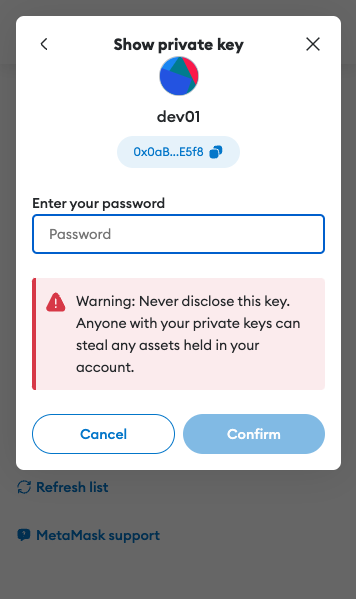 Show private key
dev01
0x0aB...E5f8
Enter your password
Password
Warning: Never disclose this key.
Anyone with your private keys can
steal any assets held in your
account.
Cancel
Confirm
Refresh list
MetaMask support